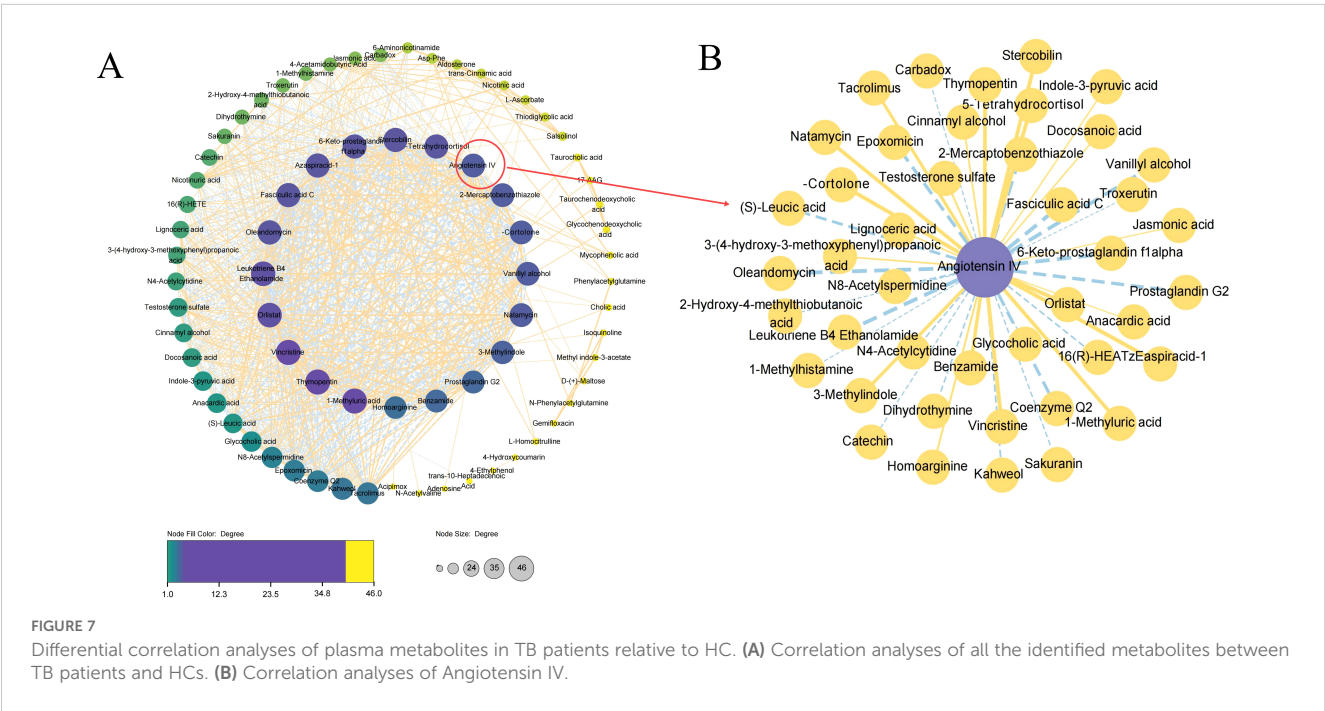 A
6-Aminonicotinamide
Carbadox
Jasmonic acid
Asp-Phe
4-Acetamidobutyric Acid
Aldosterone
1-Methylhistamine
trans-Cinnamic acid
Troxerutin
Nicotinic acid
2-Hydroxy-4-methylthiobutanoic
acid
L-Ascorbate
Dihydrothymine
Thiodiglycolic acid
Sakuranin
Salsolinol
Catechin
Taurocholic acid
Nicotinuric acid
17-AAG
16(R)-HETE
Taurochenodeoxycholic
acid
Lignoceric acid
Glycochenodeoxycholic
acid
3-(4-hydroxy-3-methoxyphenyl)propanoic
acid
Mycophenolic acid
N4-Acetylcytidine
Phenylacetylglutamine
Testosterone sulfate
Cholic acid
Cinnamyl alcohol
Isoquinoline
Docosanoic acid
Methyl indole-3-acetate
Indole-3-pyruvic acid
D-(+)-Maltose
Anacardic acid
N-Phenylacetylglutamine
(S)-Leucic acid
Gemifloxacin
Glycocholic acid
L-Homocitrulline
N8-Acetylspermidine
4-Hydroxycoumarin
Epoxomicin
4-Ethylphenol
Coenzyme Q2
trans-10-Heptadecenoic
Acid
Kahweol
Tacrolimus
Acipimox
N-Acetylvaline
Adenosine
6-Keto-prostaglandin
f1alpha
Stercobilin
-Tetrahydrocortisol
Azaspiracid-1
Angiotensin IV
Fasciculic acid C
2-Mercaptobenzothiazole
Oleandomycin
-Cortolone
Leukotriene B4
Ethanolamide
Vanillyl alcohol
Orlistat
Natamycin
Vincristine
3-Methylindole
Thymopentin
Prostaglandin G2
1-Methyluric acid
Homoarginine
Benzamide
Node Fill Color: Degree
1.0 12.3 23.5 34.8 46.0
Node Size: Degree
24 35 46
B
Stercobilin
Carbadox
Tacrolimus
Thymopentin
Indole-3-pyruvic acid
5-Tetrahydrocortisol
Cinnamyl alcohol
Docosanoic acid
Natamycin
Epoxomicin
2-Mercaptobenzothiazole
Vanillyl alcohol
Testosterone sulfate
-Cortolone
Troxerutin
(S)-Leucic acid
Fasciculic acid C
Jasmonic acid
Lignoceric acid
3-(4-hydroxy-3-methoxyphenyl)propanoic
acid
6-Keto-prostaglandin f1alpha
Angiotensin IV
Oleandomycin
N8-Acetylspermidine
Prostaglandin G2
2-Hydroxy-4-methylthiobutanoic
acid
Orlistat
Anacardic acid
Leukotriene B4 Ethanolamide
Glycocholic acid
N4-Acetylcytidine
16(R)-HEATzEaspiracid-1
1-Methylhistamine
Benzamide
3-Methylindole
Dihydrothymine
Coenzyme Q2
1-Methyluric acid
Vincristine
Catechin
Homoarginine
Kahweol
Sakuranin
FIGURE 7
Differential correlation analyses of plasma metabolites in TB patients relative to HC. (A) Correlation analyses of all the identified metabolites between
TB patients and HCs. (B) Correlation analyses of Angiotensin IV.